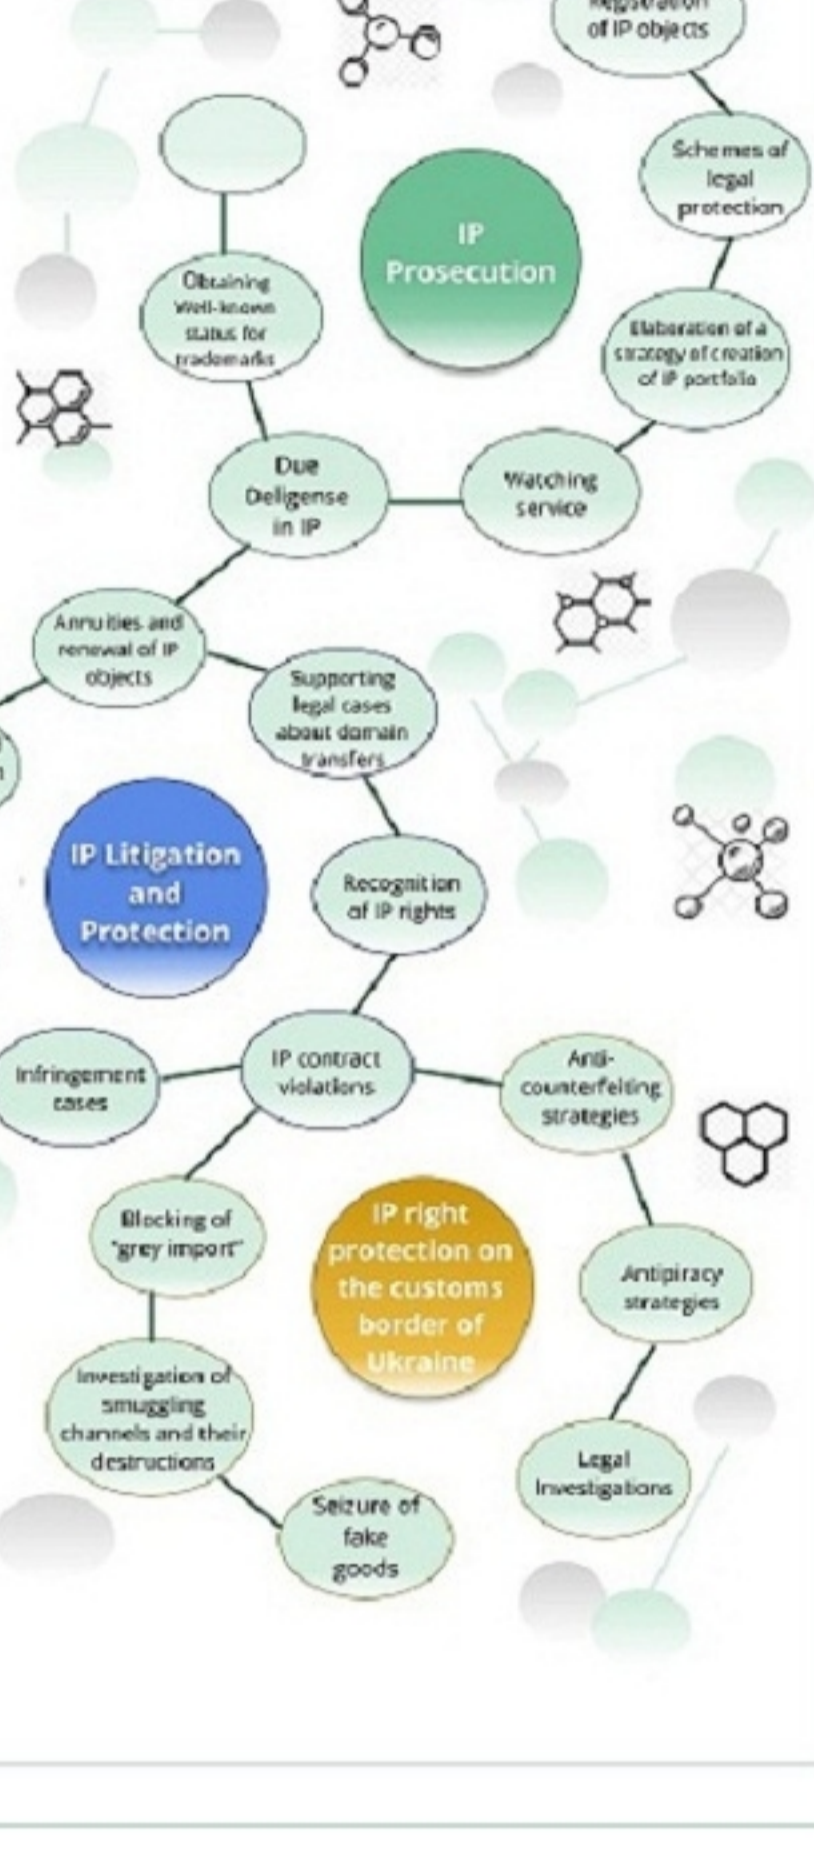 Registration
of IP objects
Schemes of
legal
protection
IP
Prosecution
Obtaining
Well-known
status for
trademarks
Elaboration of a
strategy of creation
of IP portfolio
Due
Deligense
in IP
Watching
service
Annuities and
renewal of IP
objects
Supporting
legal cases
about domain
transfers
IP Litigation
and
Protection
Recognition
of IP rights
Infringement
cases
IP contract
violations
Anti-
counterfeiting
strategies
Blocking of
"grey import"
IP right
protection on
the customs
border of
Ukraine
Antipiracy
strategies
Investigation of
smuggling
channels and their
destructions
Legal
Investigations
Seizure of
fake
goods